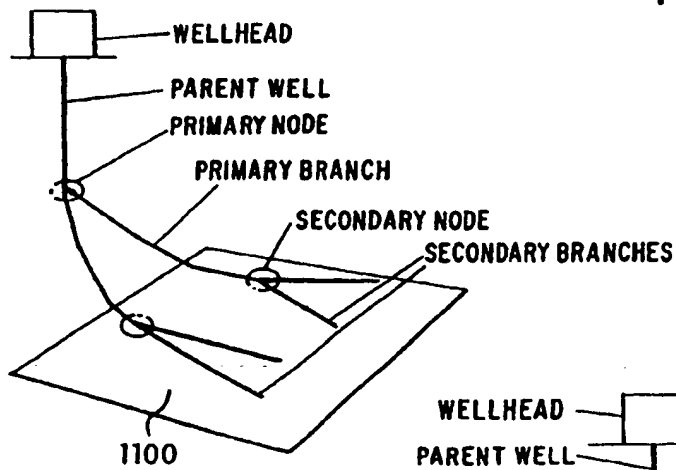 WELLHEAD
PARENT WELL
PRIMARY NODE
PRIMARY BRANCH
SECONDARY NODE
SECONDARY BRANCHES
1100
WELLHEAD
PARENT WELL